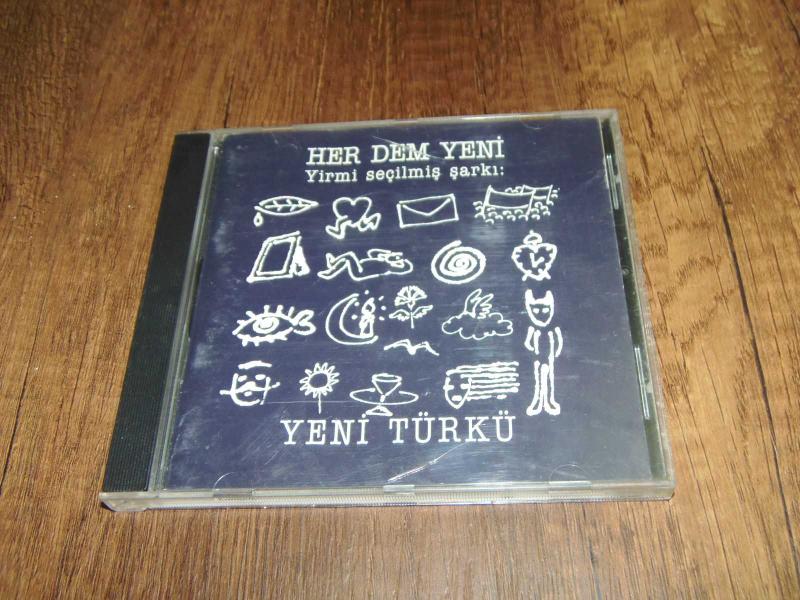 HER DEM YENİ
Yirmi seçilmiş şarkı:
YENİ TÜRKÜ